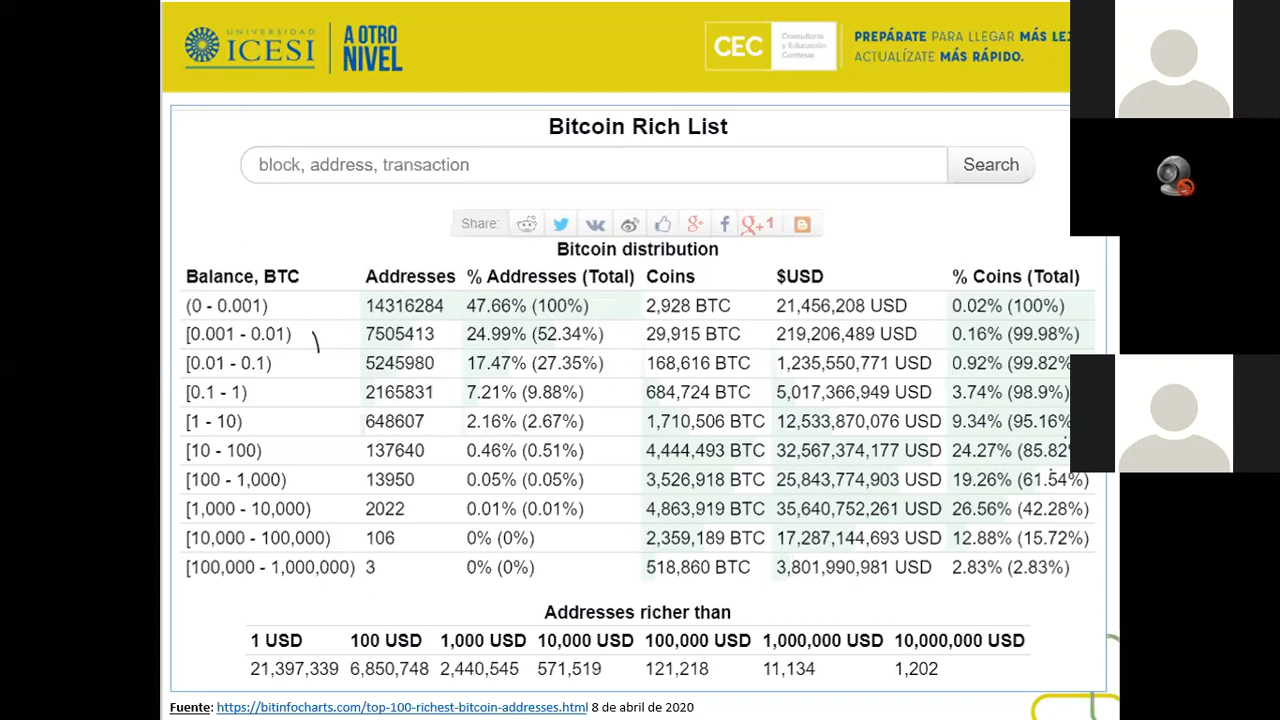 UNIVERSIDAD
ICESI
A OTRO
NIVEL
CEC
Consultoría
y Educación
Continua
PREPÁRATE PARA LLEGAR MÁS LE
ACTUALÍZATE MÁS RÁPIDO.
Bitcoin Rich List
block, address, transaction Search
Share: g+ f g+1
Bitcoin distribution
Balance, BTC Addresses % Addresses (Total) Coins $USD % Coins (Total)
(0 - 0.001) 14316284 47.66% (100%) 2,928 BTC 21,456,208 USD 0.02% (100%)
[0.001 - 0.01) 7505413 24.99% (52.34%) 29,915 BTC 219,206,489 USD 0.16% (99.98%)
[0.01 - 0.1) 5245980 17.47% (27.35%) 168,616 BTC 1,235,550,771 USD 0.92% (99.82%
[0.1 - 1) 2165831 7.21% (9.88%) 684,724 BTC 5,017,366,949 USD 3.74% (98.9%)
[1 - 10) 648607 2.16% (2.67%) 1,710,506 BTC 12,533,870,076 USD 9.34% (95.16%
[10 - 100) 137640 0.46% (0.51%) 4,444,493 BTC 32,567,374,177 USD 24.27% (85.82
[100 - 1,000) 13950 0.05% (0.05%) 3,526,918 BTC 25,843,774,903 USD 19.26% (61.54%)
[1,000 - 10,000) 2022 0.01% (0.01%) 4,863,919 BTC 35,640,752,261 USD 26.56% (42.28%)
[10,000 - 100,000) 106 0% (0%) 2,359,189 BTC 17,287,144,693 USD 12.88% (15.72%)
[100,000 - 1,000,000) 3 0% (0%) 518,860 BTC 3,801,990,981 USD 2.83% (2.83%)
Addresses richer than
1 USD 100 USD 1,000 USD 10,000 USD 100,000 USD 1,000,000 USD 10,000,000 USD
21,397,339 6,850,748 2,440,545 571,519 121,218 11,134 1,202
Fuente: https://bitinfocharts.com/top-100-richest-bitcoin-addresses.html 8 de abril de 2020